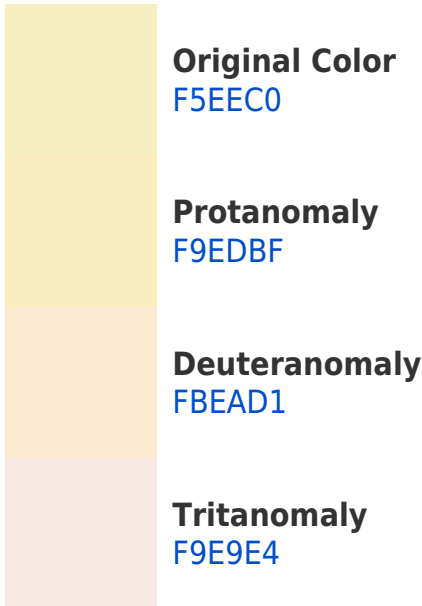 Original Color
F5EEC0
Protanomaly
F9EDBF
Deuteranomaly
FBEAD1
Tritanomaly
F9E9E4